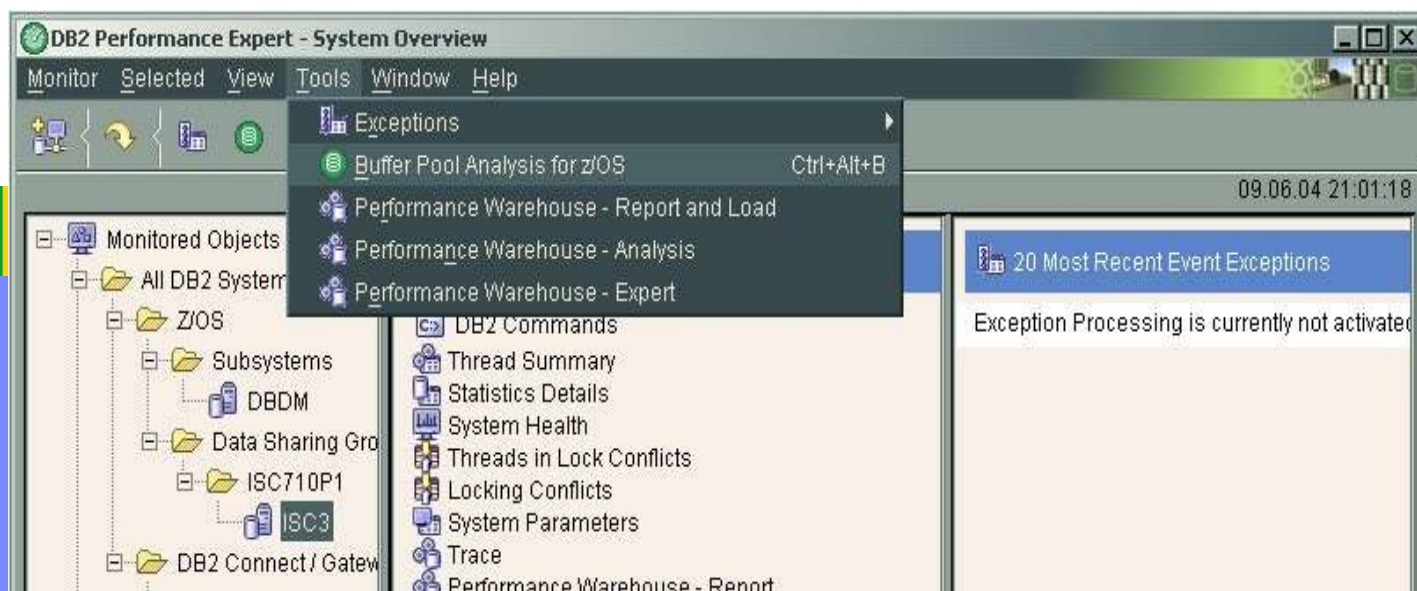 DB2 Performance Expert - System Overview
Monitor Selected View Tools Window Help
Exceptions
Buffer Pool Analysis for z/OS Ctrl+Alt+B
Performance Warehouse - Report and Load
Performance Warehouse - Analysis
Performance Warehouse - Expert
09.06.04 21:01:18
Monitored Objects
All DB2 System
Z/OS
Subsystems
DBDM
Data Sharing Gro
ISC710P1
ISC3
DB2 Connect / Gatew
DB2 Commands
Thread Summary
Statistics Details
System Health
Threads in Lock Conflicts
Locking Conflicts
System Parameters
Trace
Performance Warehouse - Report
20 Most Recent Event Exceptions
Exception Processing is currently not activated